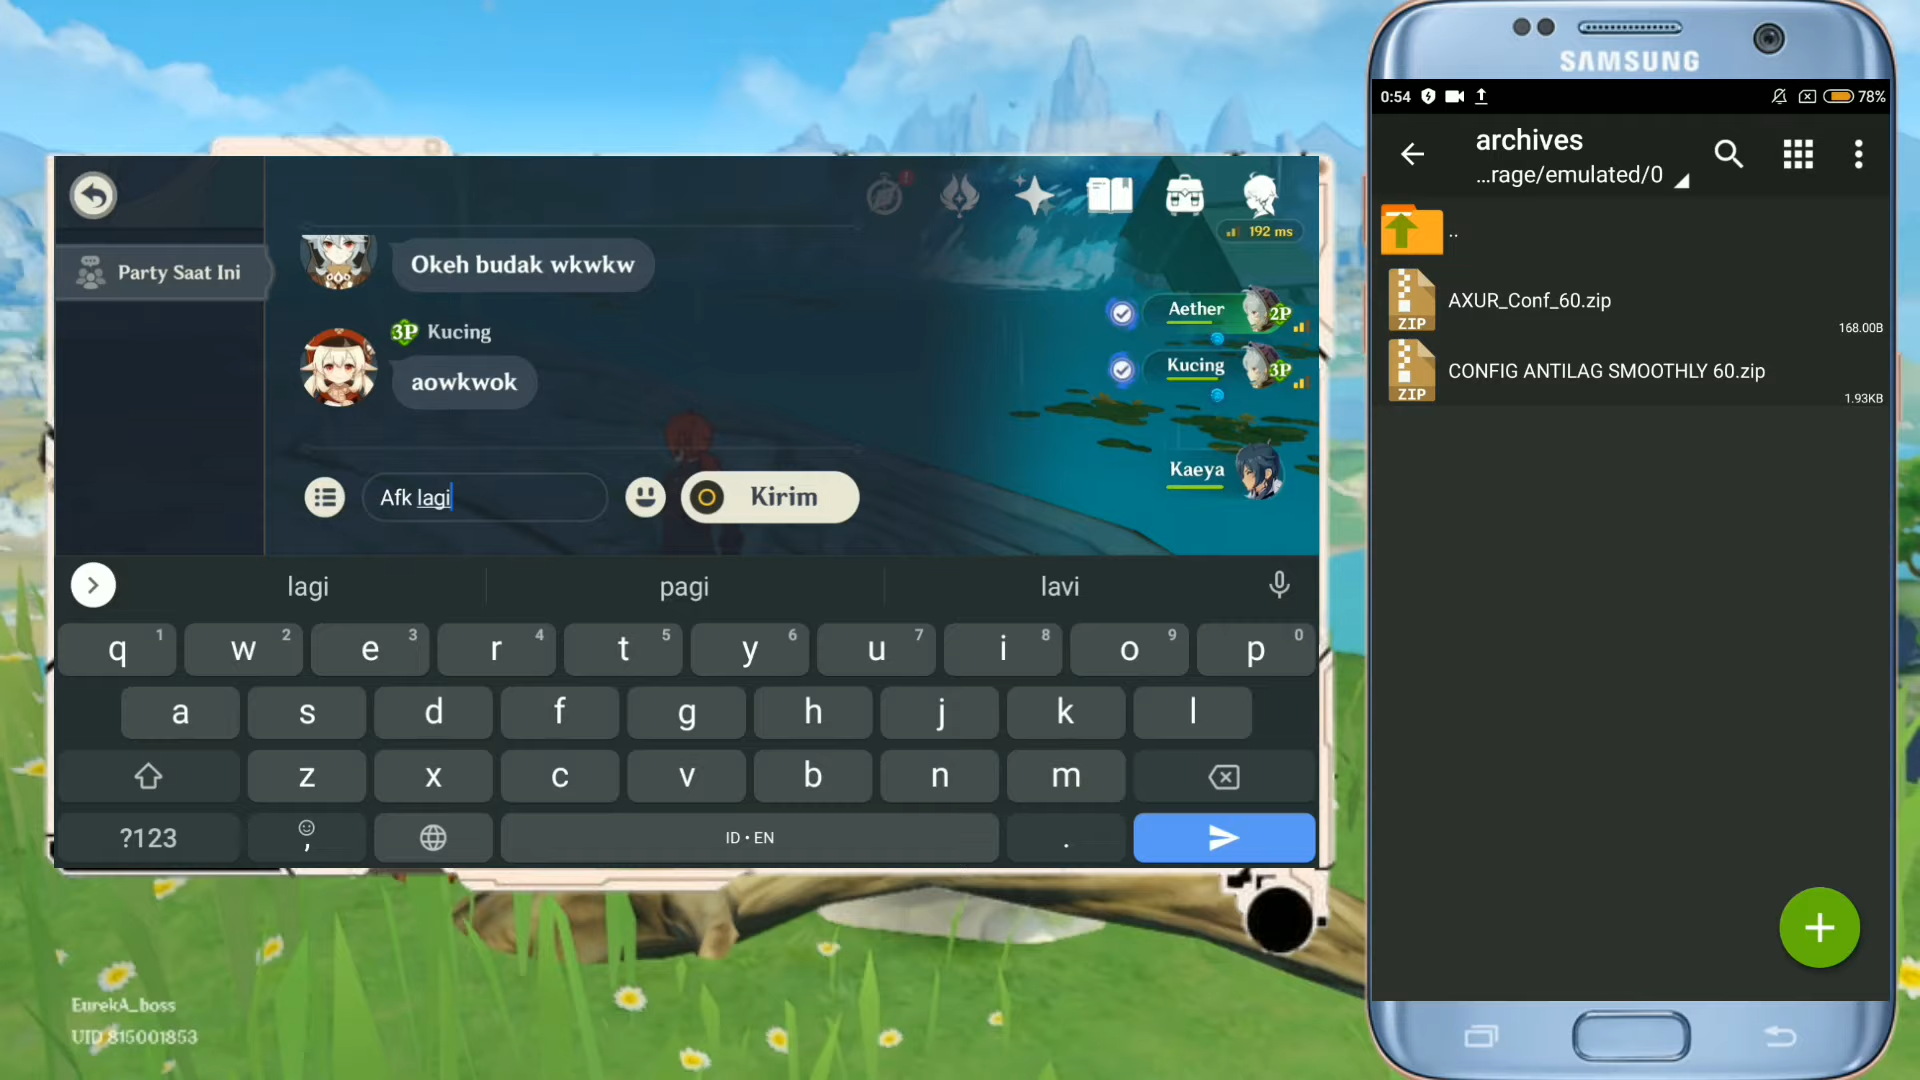 Party Saat Ini
Okeh budak wkwkw
3P Kucing
aowkwok
Afk lagi
Kirim
192 ms
Aether 2P
Kucing 3P
Kaeya
lagi
pagi
lavi
q 1 w 2 e 3 r 4 t 5 y 6 u 7 i 8 o 9 p 0
a s d f g h j k l
z x c v b n m
?123 , ID • EN .
EurekA_boss
UID 815001853
SAMSUNG
0:54 78%
archives
...rage/emulated/0
..
ZIP AXUR_Conf_60.zip
168.00B
ZIP CONFIG ANTILAG SMOOTHLY 60.zip
1.93KB